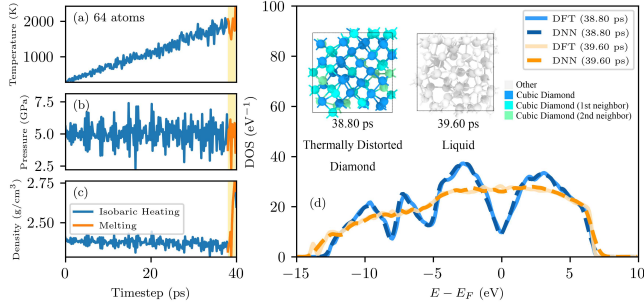 Temperature (K)
2000
1000
(a) 64 atoms
Pressure (GPa)
7.5
5.0
2.5
(b)
Density (g/cm³)
2.75
2.50
(c)
Isobaric Heating
Melting
0
20
40
Timestep (ps)
DOS (eV⁻¹)
100
80
60
40
20
0
DFT (38.80 ps)
DNN (38.80 ps)
DFT (39.60 ps)
DNN (39.60 ps)
Other
Cubic Diamond
Cubic Diamond (1st neighbor)
Cubic Diamond (2nd neighbor)
38.80 ps
39.60 ps
Thermally Distorted
Diamond
Liquid
(d)
−15
−10
−5
0
5
10
E − E_F (eV)